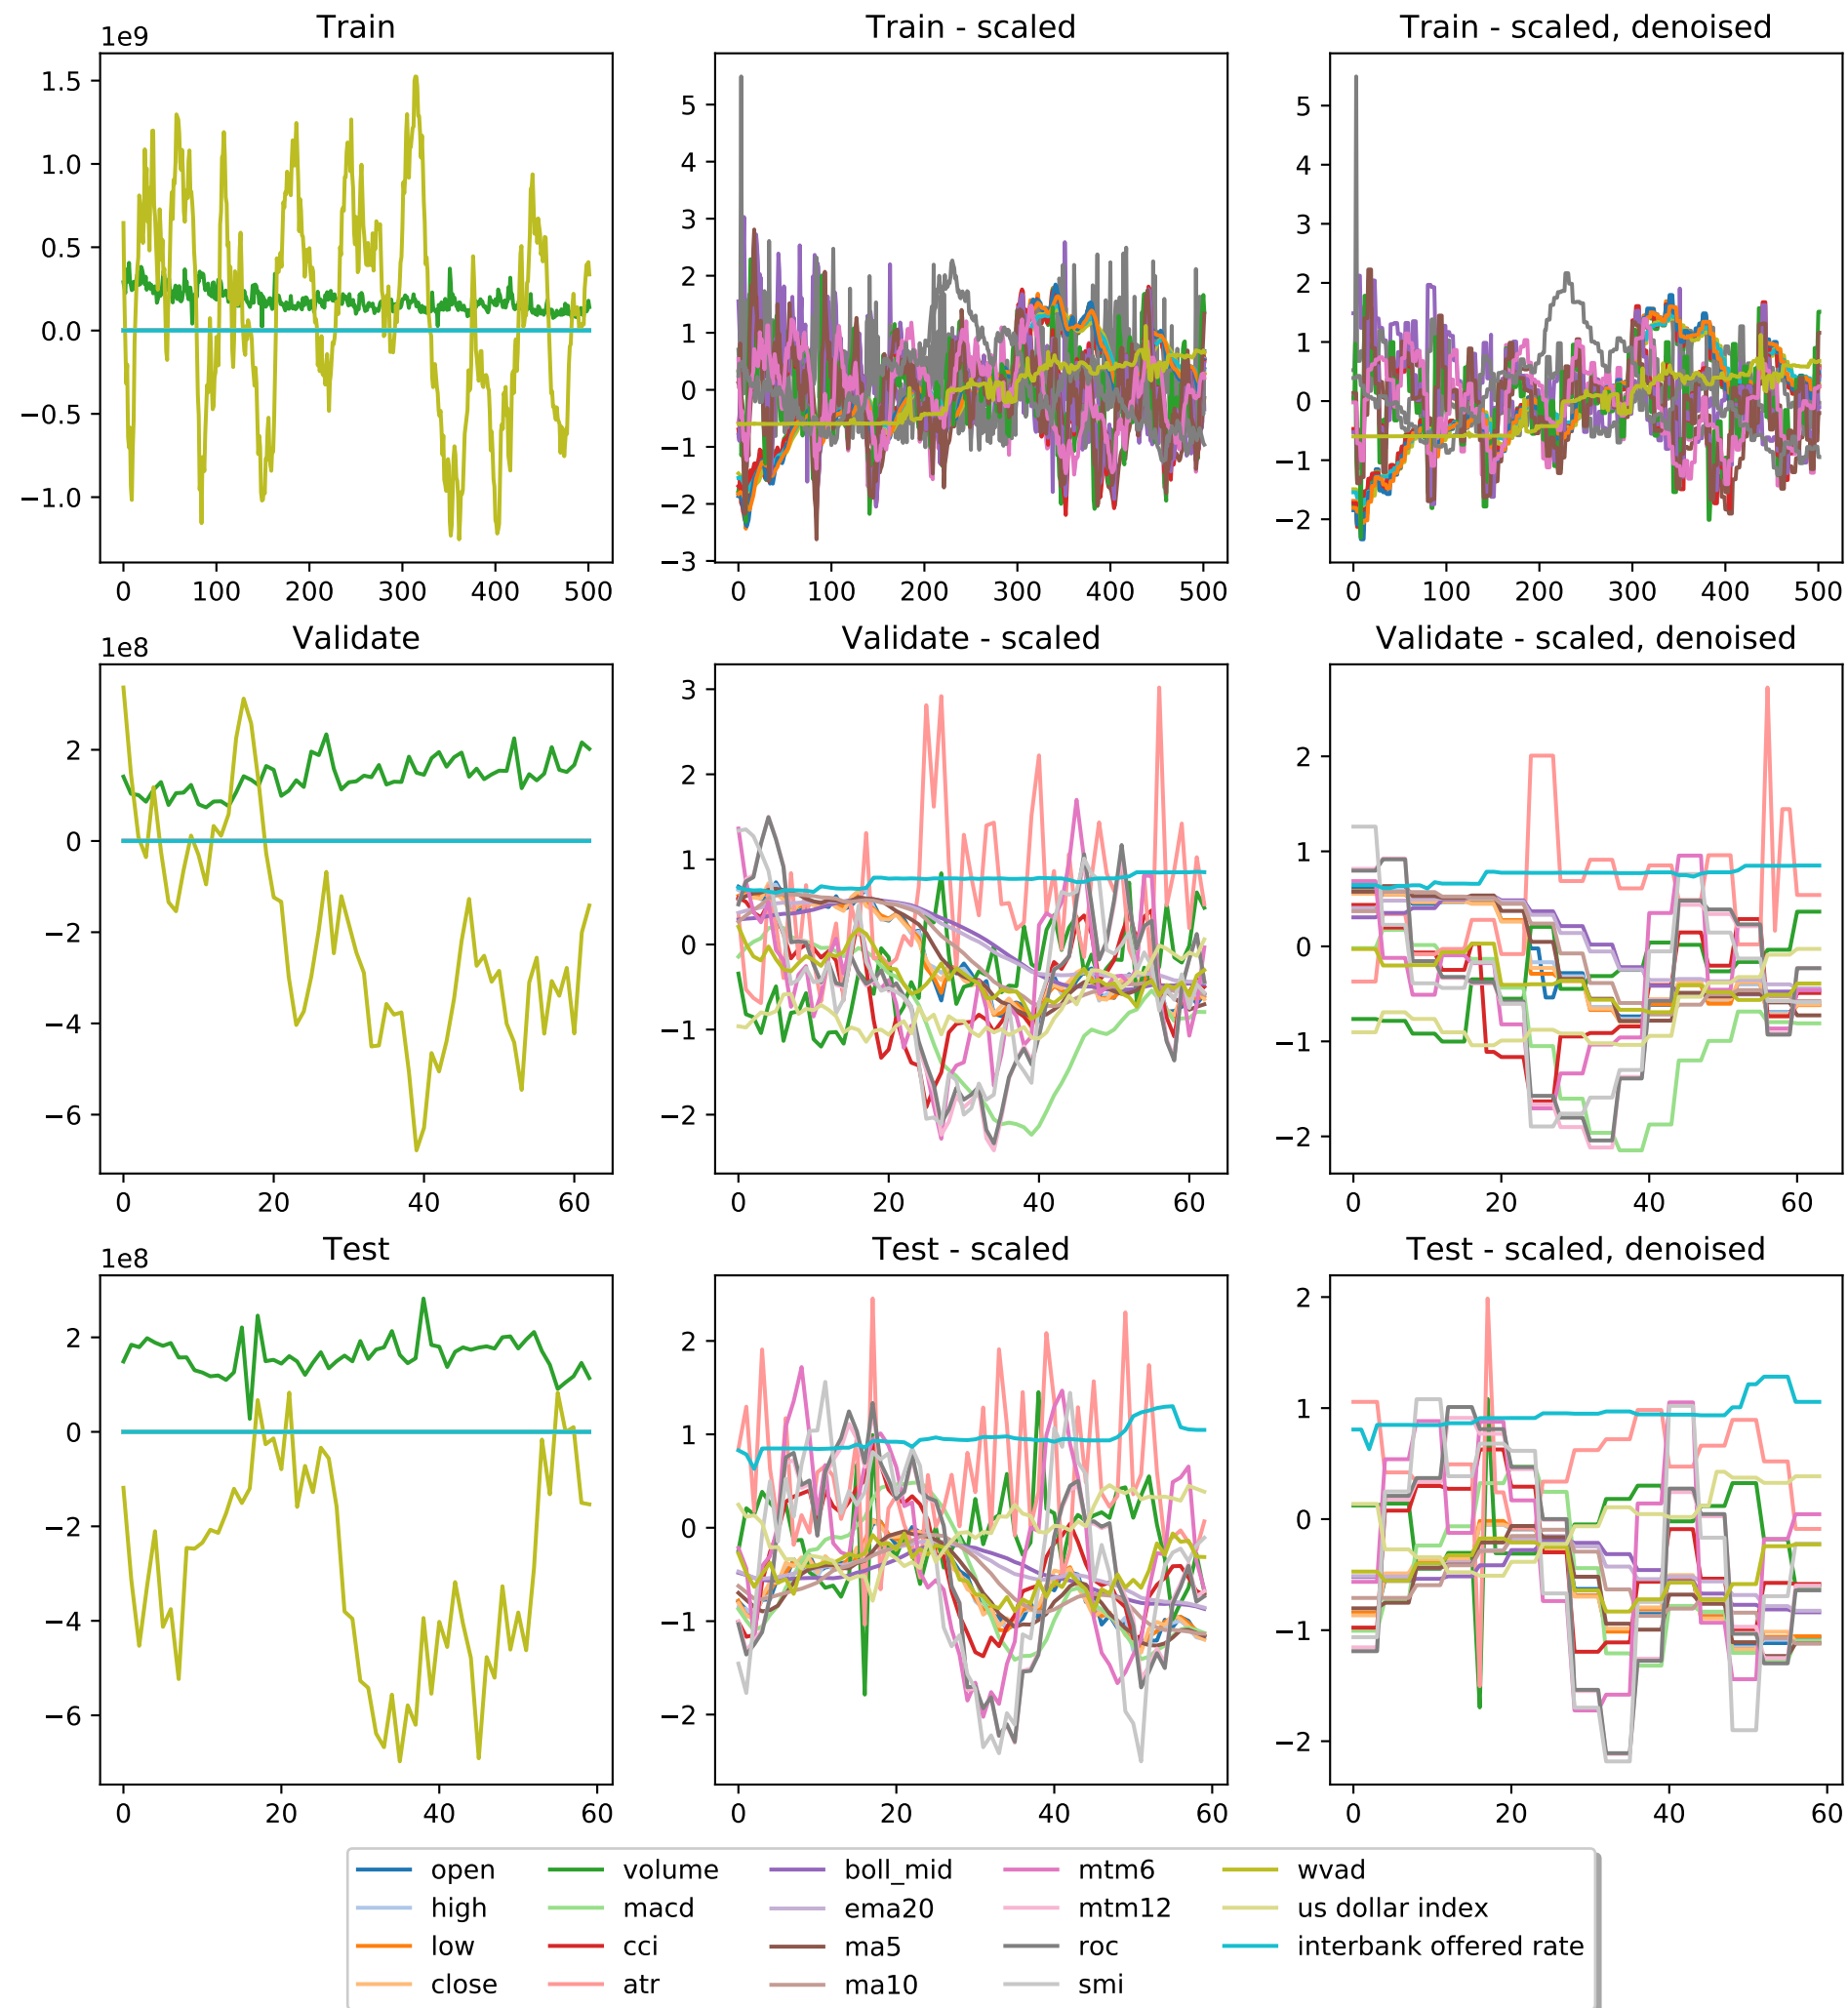 Train
Train - scaled
Train - scaled, denoised
1e9
1.5
1.0
0.5
0.0
−0.5
−1.0
0 100 200 300 400 500
5
4
3
2
1
0
−1
−2
−3
0 100 200 300 400 500
5
4
3
2
1
0
−1
−2
0 100 200 300 400 500
Validate
Validate - scaled
Validate - scaled, denoised
1e8
2
0
−2
−4
−6
0 20 40 60
3
2
1
0
−1
−2
0 20 40 60
2
1
0
−1
−2
0 20 40 60
Test
Test - scaled
Test - scaled, denoised
1e8
2
0
−2
−4
−6
0 20 40 60
2
1
0
−1
−2
0 20 40 60
2
1
0
−1
−2
0 20 40 60
open
high
low
close
volume
macd
cci
atr
boll_mid
ema20
ma5
ma10
mtm6
mtm12
roc
smi
wvad
us dollar index
interbank offered rate